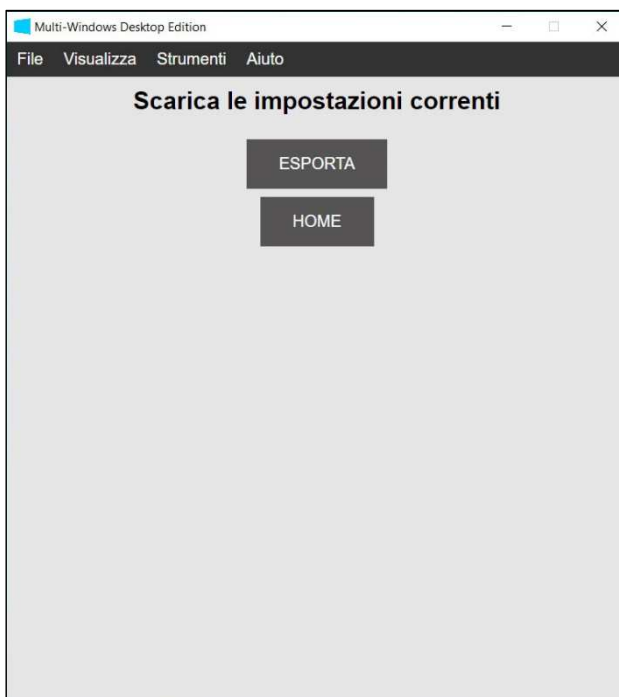 Multi-Windows Desktop Edition
File Visualizza Strumenti Aiuto
Scarica le impostazioni correnti
ESPORTA
HOME